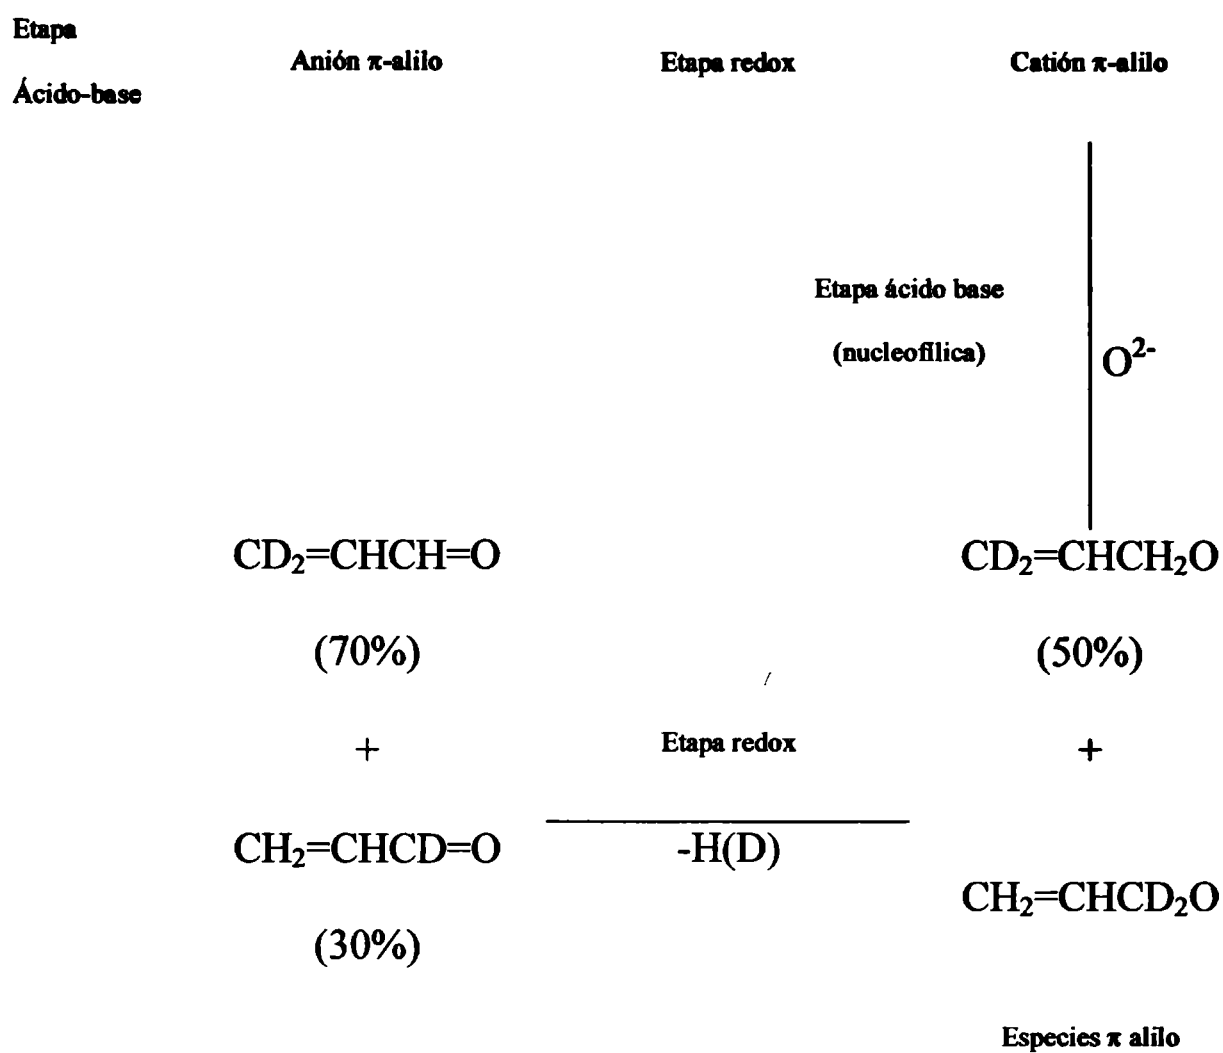 Etapa
Ácido-base
Anión π-alilo
Etapa redox
Catión π-alilo
Etapa ácido base
(nucleofílica)
O²⁻
CD₂=CHCH=O
CD₂=CHCH₂O
(70%)
(50%)
+
Etapa redox
+
CH₂=CHCD=O
-H(D)
CH₂=CHCD₂O
(30%)
Especies π alilo